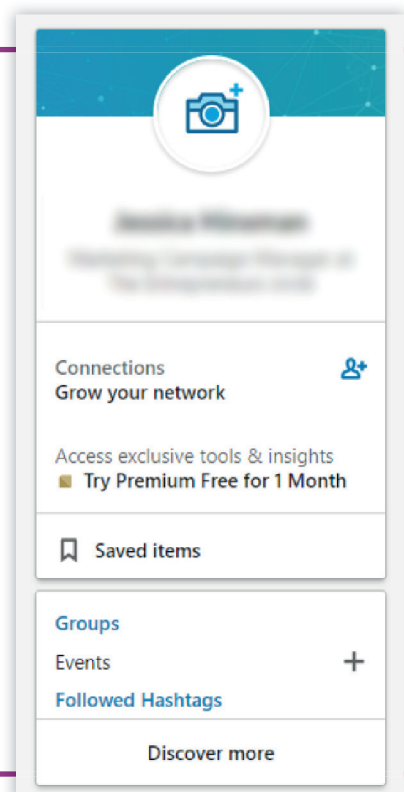 Connections
Grow your network
Access exclusive tools & insights
Try Premium Free for 1 Month
Saved items
Groups
Events
Followed Hashtags
Discover more